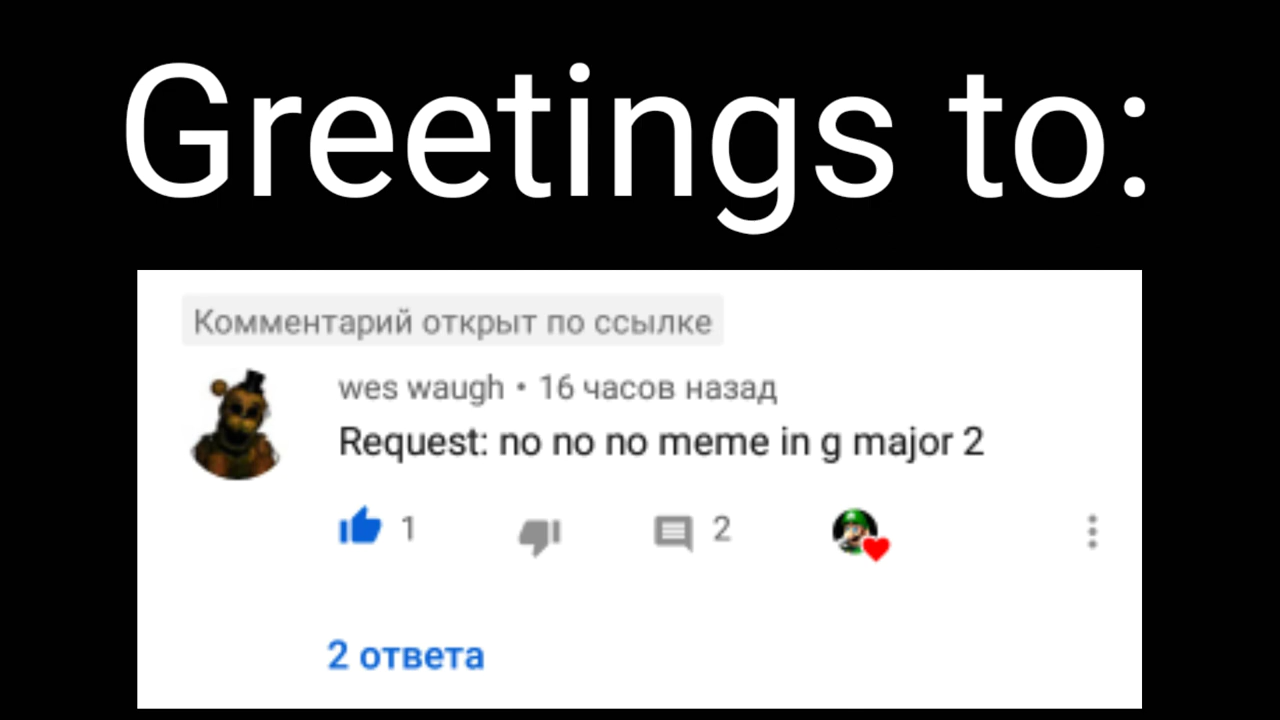 Greetings to:
Комментарий открыт по ссылке
wes waugh • 16 часов назад
Request: no no no meme in g major 2
1 2
2 ответа